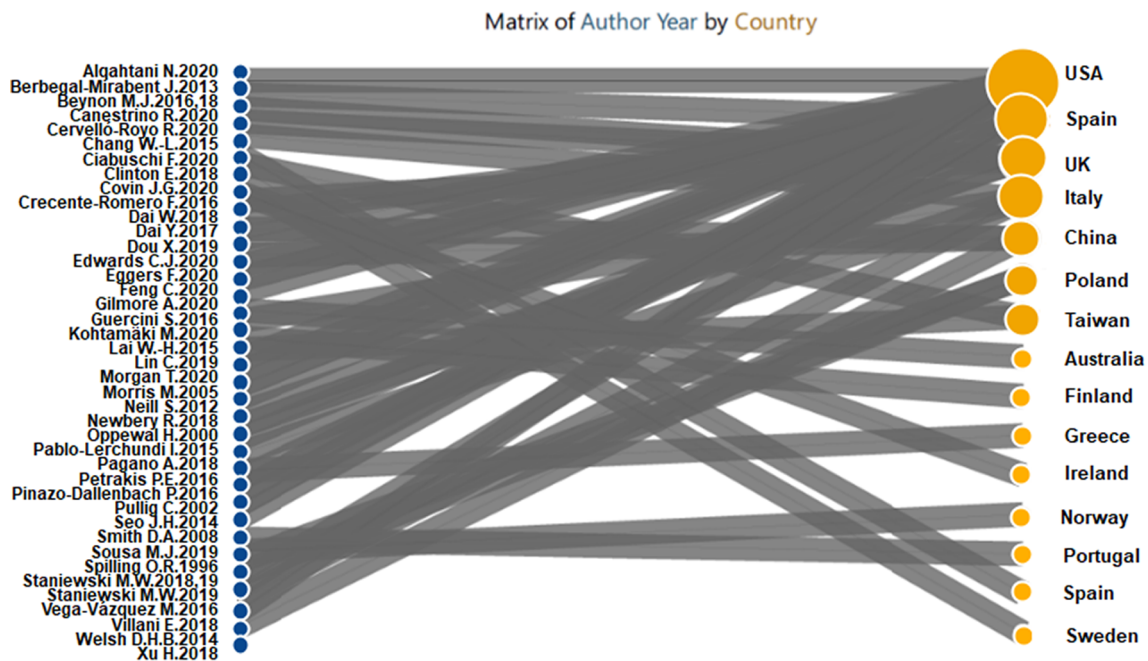 Matrix of Author Year by Country
Alqahtani N.2020
Berbegal-Mirabent J.2013
Beynon M.J.2016,18
Canestrino R.2020
Cervello-Royo R.2020
Chang W.-L.2015
Ciabuschi F.2020
Clinton E.2018
Covin J.G.2020
Crecente-Romero F.2016
Dai W.2018
Dai Y.2017
Dou X.2019
Edwards C.J.2020
Eggers F.2020
Feng C.2020
Gilmore A.2020
Guercini S.2016
Kohtamäki M.2020
Lai W.-H.2015
Lin C.2019
Morgan T.2020
Morris M.2005
Neill S.2012
Newbery R.2018
Oppewal H.2000
Pablo-Lerchundi I.2015
Pagano A.2018
Petrakis P.E.2016
Pinazo-Dallenbach P.2016
Pullig C.2002
Seo J.H.2014
Smith D.A.2008
Sousa M.J.2019
Spilling O.R.1996
Staniewski M.W.2018,19
Staniewski M.W.2019
Vega-Vázquez M.2016
Villani E.2018
Welsh D.H.B.2014
Xu H.2018
USA
Spain
UK
Italy
China
Poland
Taiwan
Australia
Finland
Greece
Ireland
Norway
Portugal
Spain
Sweden